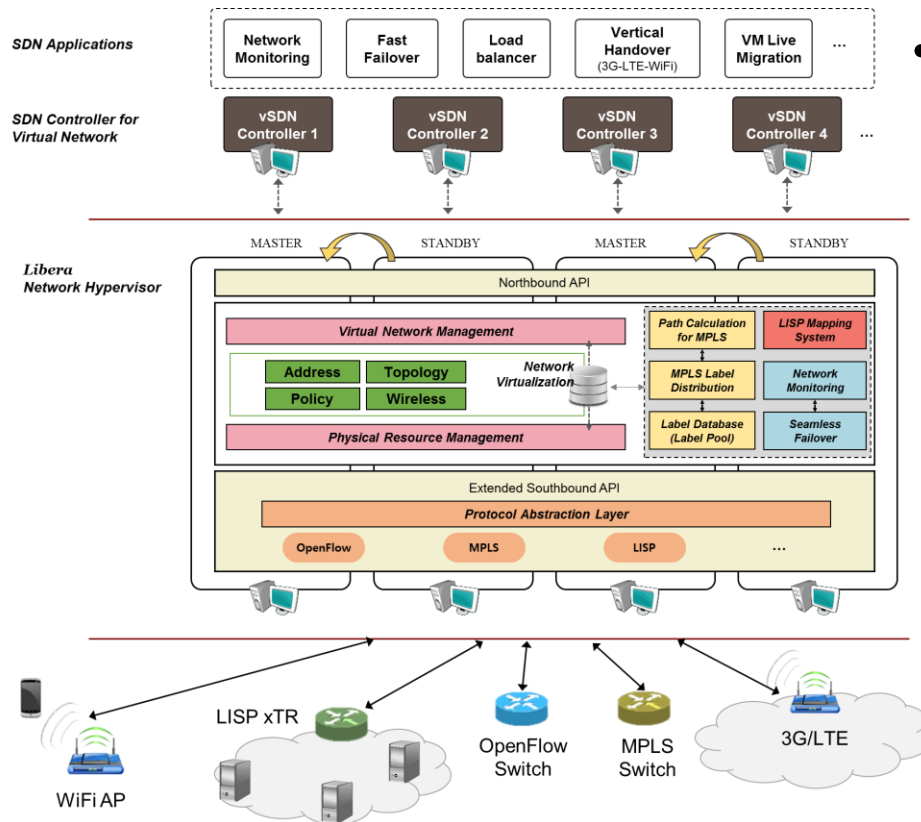 SDN Applications
Network
Monitoring
Fast
Failover
Load
balancer
Vertical
Handover
(3G-LTE-WiFi)
VM Live
Migration
...
SDN Controller for
Virtual Network
vSDN
Controller 1
vSDN
Controller 2
vSDN
Controller 3
vSDN
Controller 4
...
MASTER
STANDBY
MASTER
STANDBY
Libera
Network Hypervisor
Northbound API
Virtual Network Management
Address
Topology
Policy
Wireless
Network
Virtualization
Physical Resource Management
Path Calculation
for MPLS
LISP Mapping
System
MPLS Label
Distribution
Network
Monitoring
Label Database
(Label Pool)
Seamless
Failover
Extended Southbound API
Protocol Abstraction Layer
OpenFlow
MPLS
LISP
...
LISP xTR
OpenFlow
Switch
MPLS
Switch
3G/LTE
WiFi AP